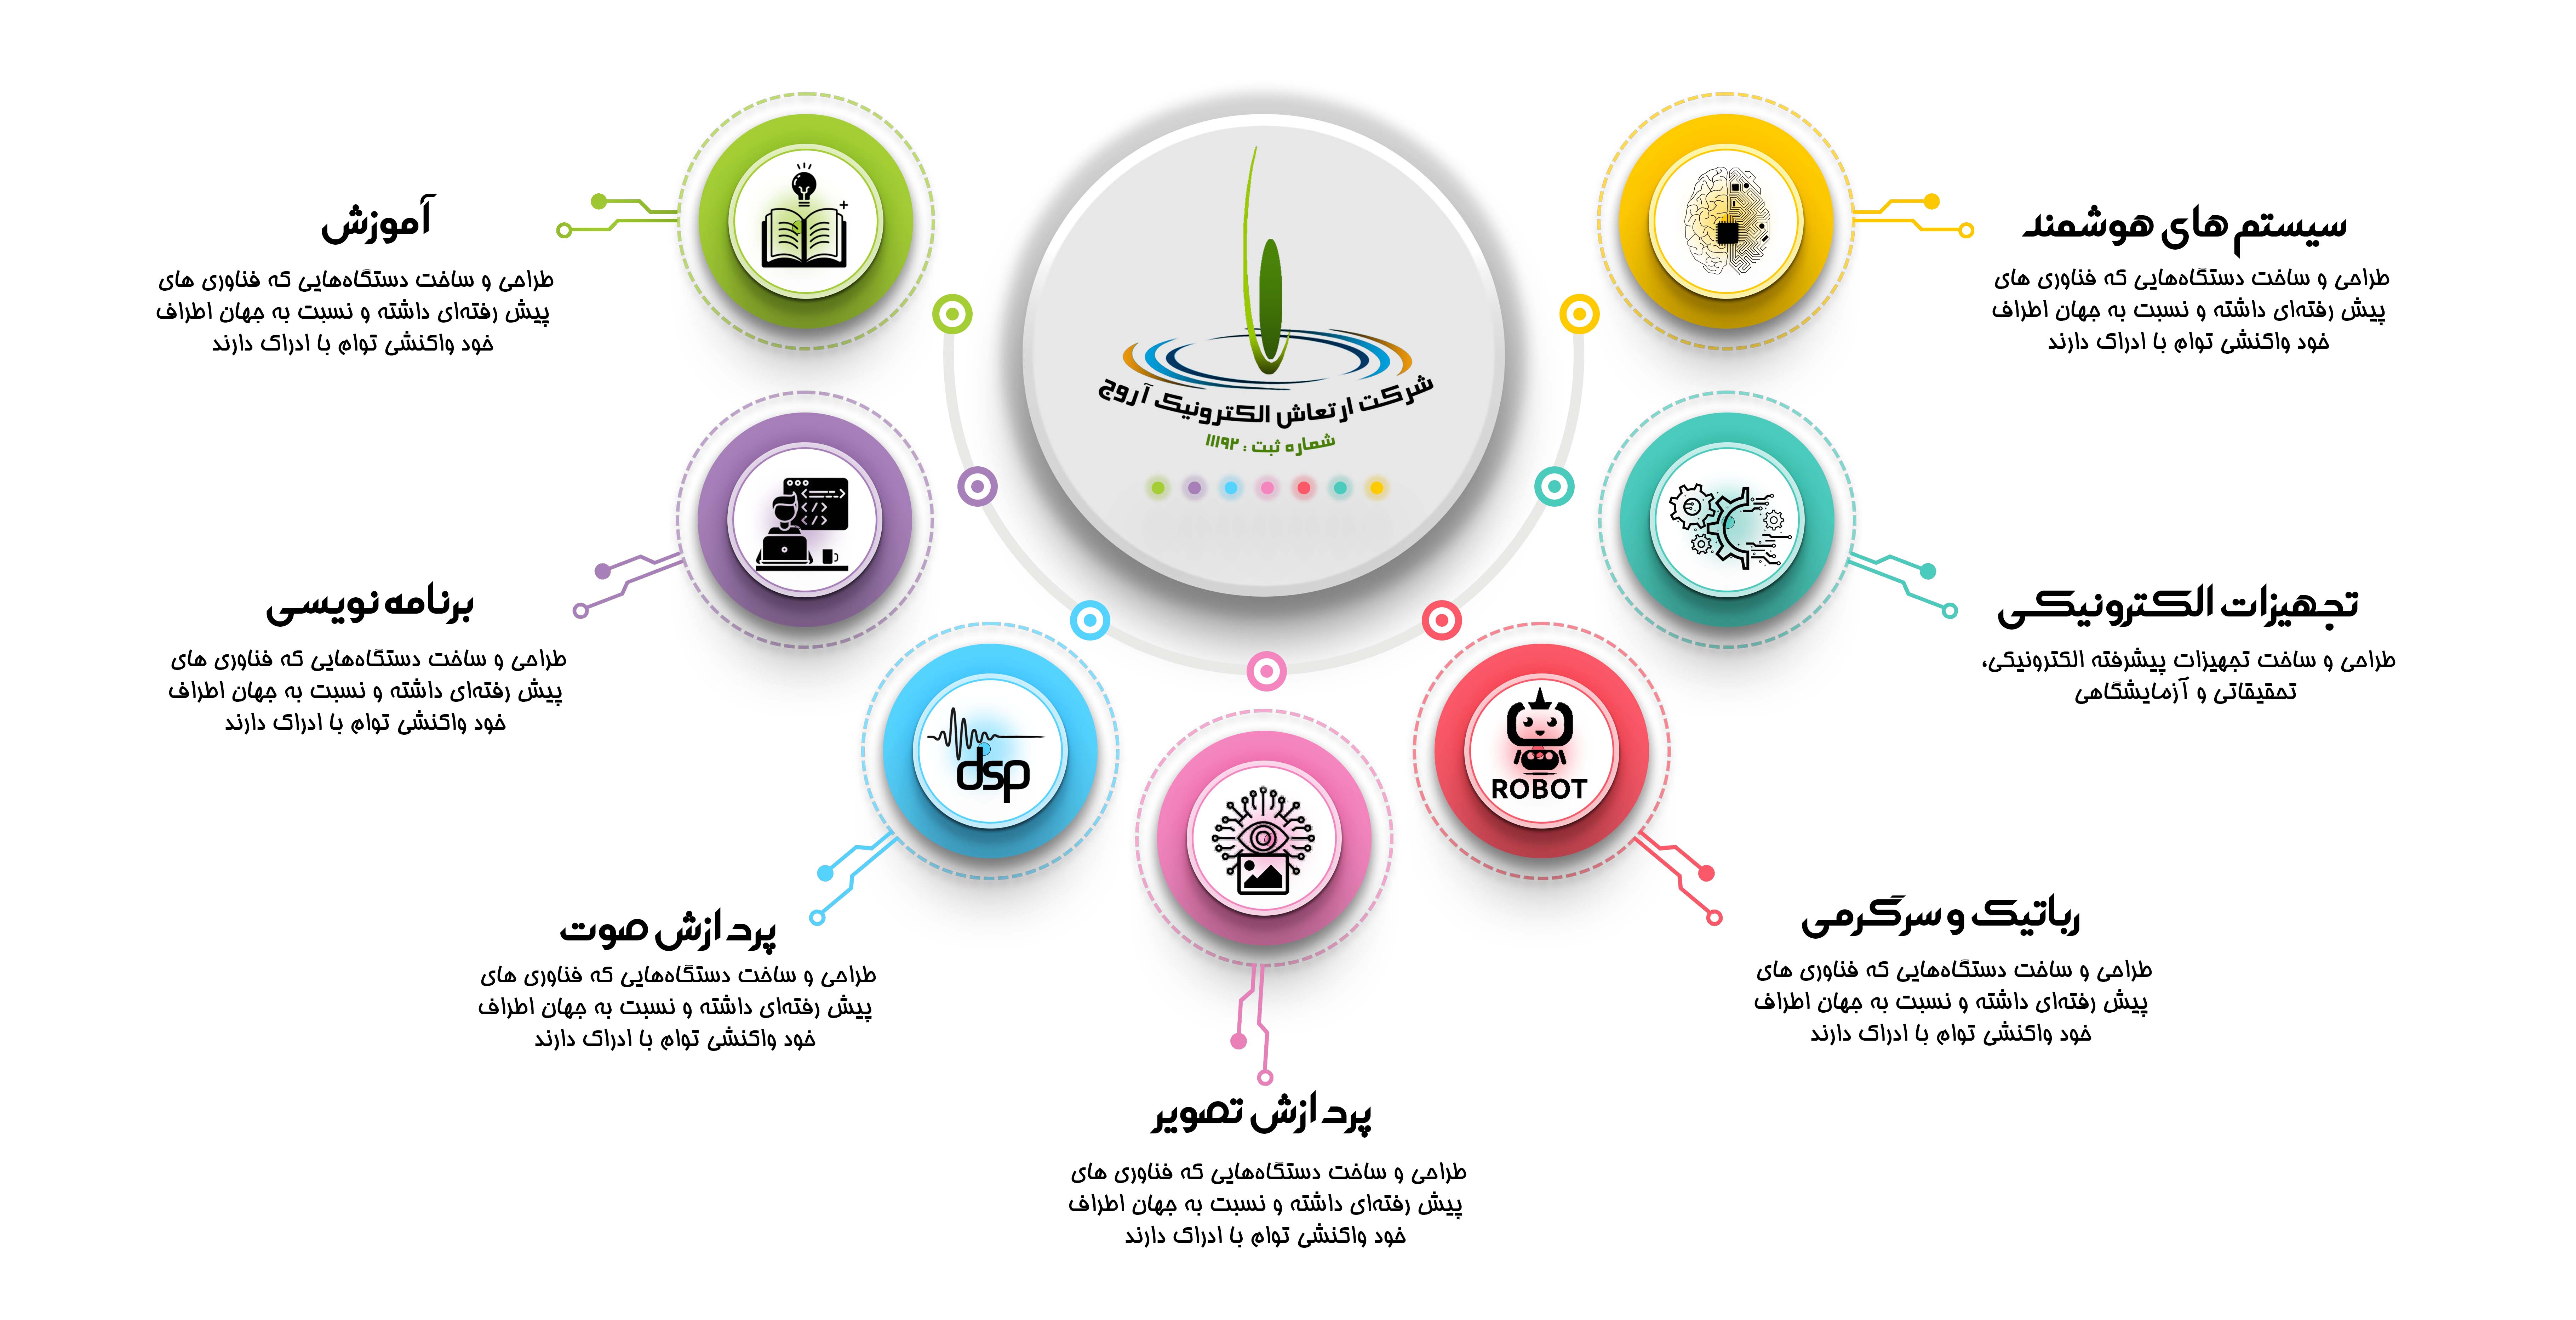 شرکت ارتعاش الکترونیک آروج
شماره ثبت : ۱۱۱۹۲
سیستم های هوشمند
طراحی و ساخت دستگاه‌هایی که فناوری های
پیش رفته‌ای داشته و نسبت به جهان اطراف
خود واکنشی توام با ادراک دارند
تجهیزات الکترونیکی
طراحی و ساخت تجهیزات پیشرفته الکترونیکی،
تحقیقاتی و آزمایشگاهی
ROBOT
رباتیک و سرگرمی
طراحی و ساخت دستگاه‌هایی که فناوری های
پیش رفته‌ای داشته و نسبت به جهان اطراف
خود واکنشی توام با ادراک دارند
پردازش تصویر
طراحی و ساخت دستگاه‌هایی که فناوری های
پیش رفته‌ای داشته و نسبت به جهان اطراف
خود واکنشی توام با ادراک دارند
dsp
پردازش صوت
طراحی و ساخت دستگاه‌هایی که فناوری های
پیش رفته‌ای داشته و نسبت به جهان اطراف
خود واکنشی توام با ادراک دارند
برنامه نویسی
طراحی و ساخت دستگاه‌هایی که فناوری های
پیش رفته‌ای داشته و نسبت به جهان اطراف
خود واکنشی توام با ادراک دارند
آموزش
طراحی و ساخت دستگاه‌هایی که فناوری های
پیش رفته‌ای داشته و نسبت به جهان اطراف
خود واکنشی توام با ادراک دارند